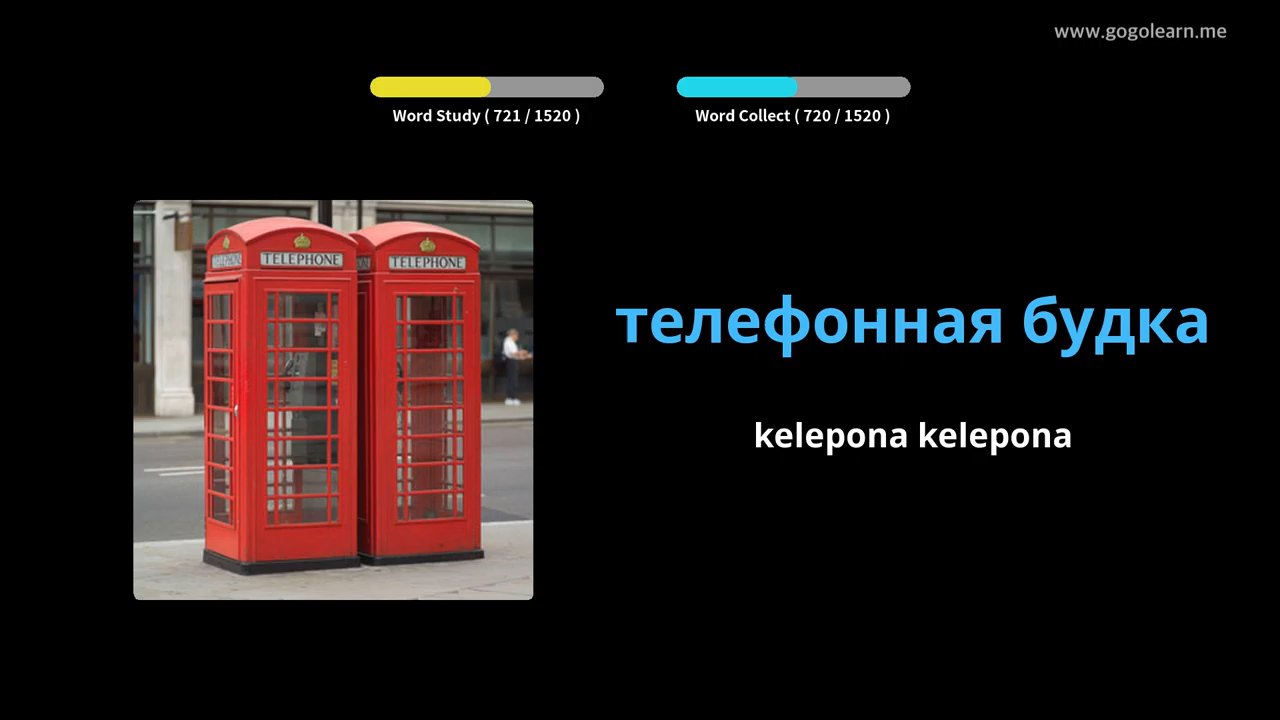 www.gogolearn.me
Word Study ( 721 / 1520 )
Word Collect ( 720 / 1520 )
TELEPHONE
TELEPHONE
телефонная будка
kelepona kelepona